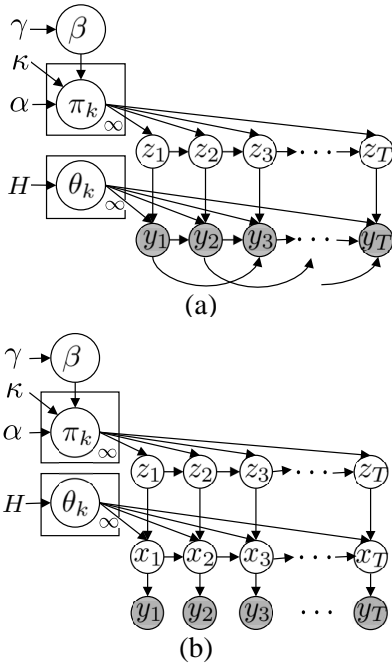 γ β
κ
α π_k ∞
z_1 z_2 z_3 · · · z_T
H θ_k ∞
y_1 y_2 y_3 · · · y_T
(a)
γ β
κ
α π_k ∞
z_1 z_2 z_3 · · · z_T
H θ_k ∞
x_1 x_2 x_3 · · · x_T
y_1 y_2 y_3 · · · y_T
(b)